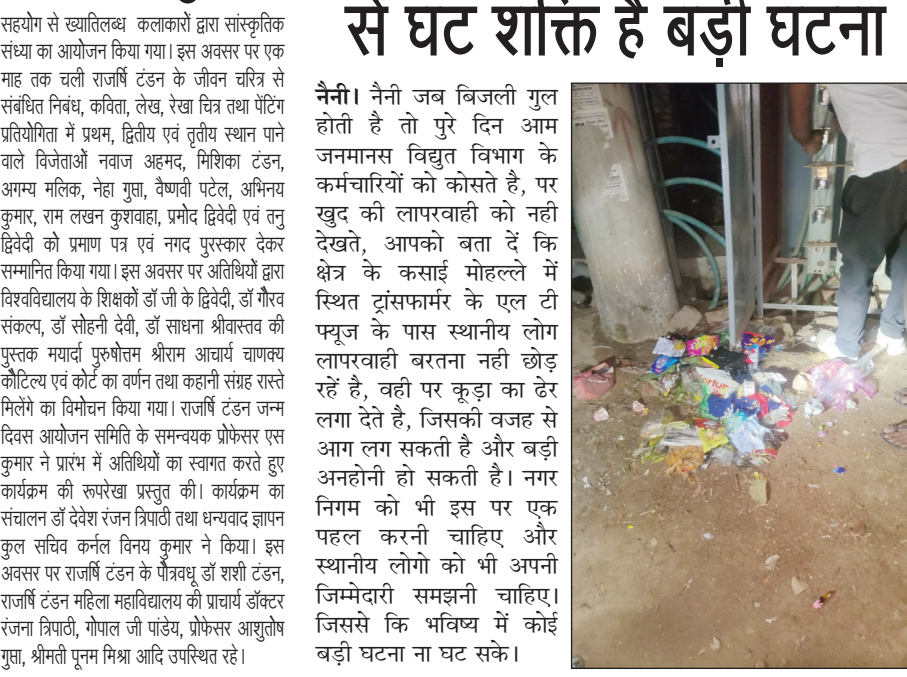 सहयोग से ख्यातिलब्ध कलाकारों द्वारा सांस्कृतिक
संध्या का आयोजन किया गया। इस अवसर पर एक
माह तक चली राजर्षि टंडन के जीवन चरित्र से
संबंधित निबंध, कविता, लेख, रेखा चित्र तथा पेंटिंग
प्रतियोगिता में प्रथम, द्वितीय एवं तृतीय स्थान पाने
वाले विजेताओं नवाज अहमद, मिशिका टंडन,
अगम्य मलिक, नेहा गुप्ता, वैष्णवी पटेल, अभिनय
कुमार, राम लखन कुशवाहा, प्रमोद द्विवेदी एवं तनु
द्विवेदी को प्रमाण पत्र एवं नगद पुरस्कार देकर
सम्मानित किया गया। इस अवसर पर अतिथियों द्वारा
विश्वविद्यालय के शिक्षकों डॉ जी के द्विवेदी, डॉ गौरव
संकल्प, डॉ सोहनी देवी, डॉ साधना श्रीवास्तव की
पुस्तक मयार्दा पुरुषोतम श्रीराम आचार्य चाणक्य
कौटिल्य एवं कोर्ट का वर्णन तथा कहानी संग्रह रास्ते
मिलेंगे का विमोचन किया गया। राजर्षि टंडन जन्म
दिवस आयोजन समिति के समन्वयक प्रोफेसर एस
कुमार ने प्रारंभ में अतिथियों का स्वागत करते हुए
कार्यक्रम की रूपरेखा प्रस्तुत की। कार्यक्रम का
संचालन डॉ देवेश रंजन त्रिपाठी तथा धन्यवाद ज्ञापन
कुल सचिव कर्नल विनय कुमार ने किया। इस
अवसर पर राजर्षि टंडन के पौत्रवधू डॉ शशी टंडन,
राजर्षि टंडन महिला महाविद्यालय की प्राचार्य डॉक्टर
रंजना त्रिपाठी, गोपाल जी पांडेय, प्रोफेसर आशुतोष
गुप्ता, श्रीमती पूनम मिश्रा आदि उपस्थित रहे।
से घट शक्ति है बड़ी घटना
नैनी। नैनी जब बिजली गुल
होती है तो पुरे दिन आम
जनमानस विद्युत विभाग के
कर्मचारियों को कोसते है, पर
खुद की लापरवाही को नही
देखते, आपको बता दें कि
क्षेत्र के कसाई मोहल्ले में
स्थित ट्रांसफार्मर के एल टी
फ्यूज के पास स्थानीय लोग
लापरवाही बरतना नही छोड़
रहें है, वही पर कूड़ा का ढेर
लगा देते है, जिसकी वजह से
आग लग सकती है और बड़ी
अनहोनी हो सकती है। नगर
निगम को भी इस पर एक
पहल करनी चाहिए और
स्थानीय लोगो को भी अपनी
जिम्मेदारी समझनी चाहिए।
जिससे कि भविष्य में कोई
बड़ी घटना ना घट सके।